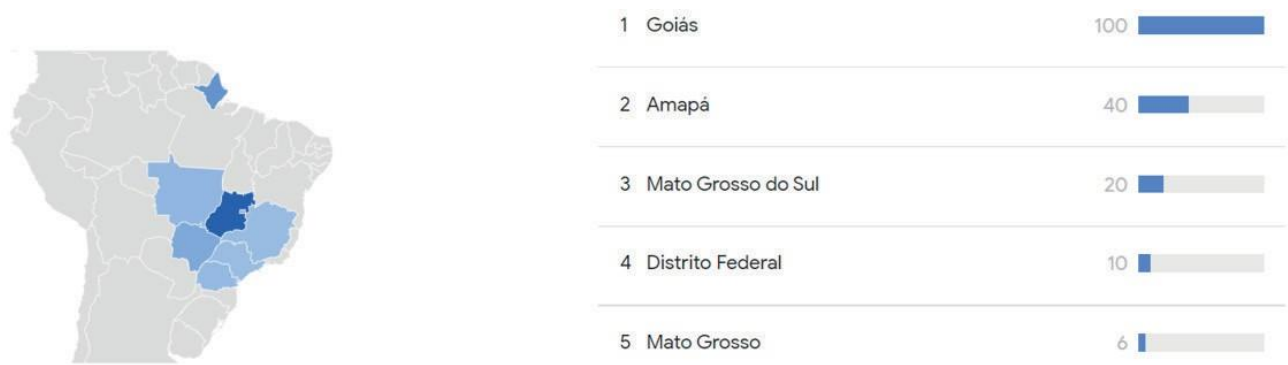 1 Goiás 100
2 Amapá 40
3 Mato Grosso do Sul 20
4 Distrito Federal 10
5 Mato Grosso 6